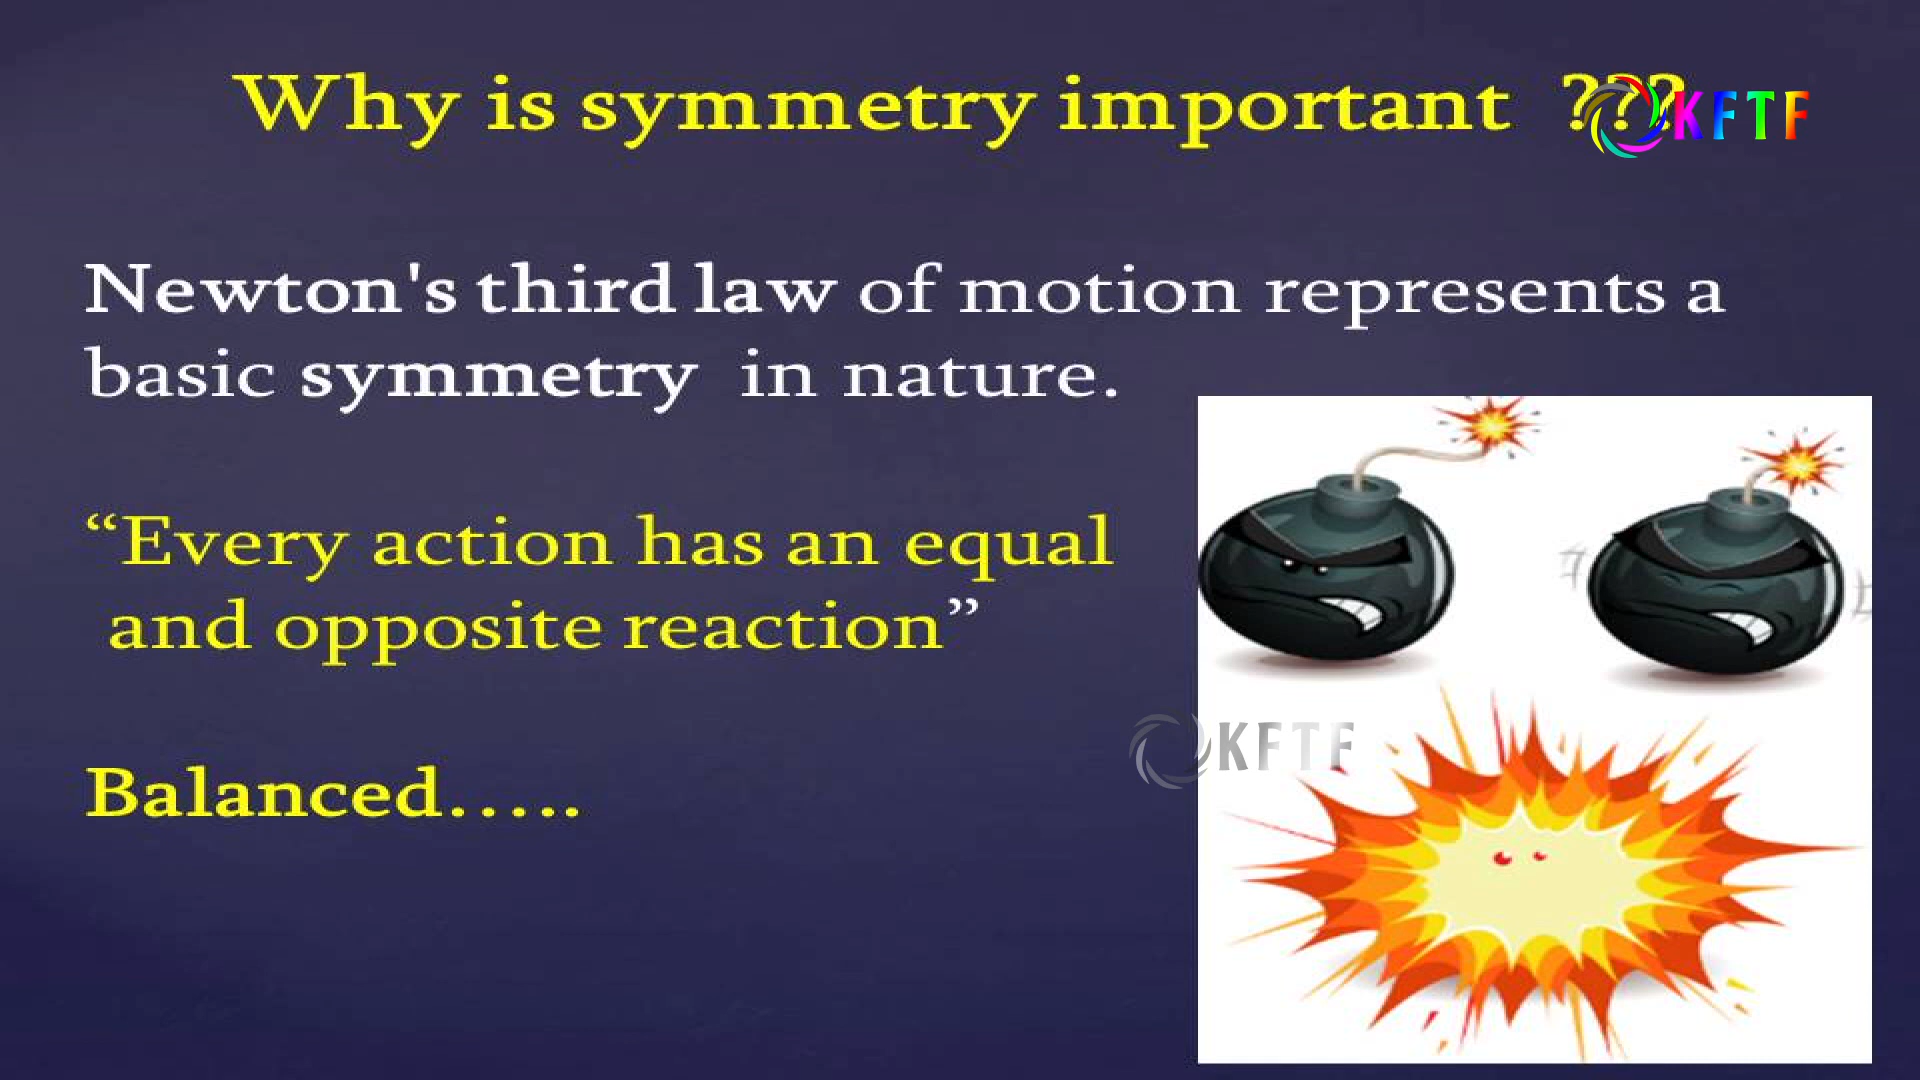 Why is symmetry important ???
KFTF
Newton's third law of motion represents a
basic symmetry in nature.
“Every action has an equal
and opposite reaction”
KFTF
Balanced.....